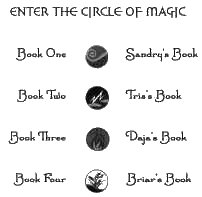 ENTER THE CIRCLE OF MAGIC
Book One Sandry's Book
Book Two Tris's Book
Book Three Daja's Book
Book Four Briar's Book